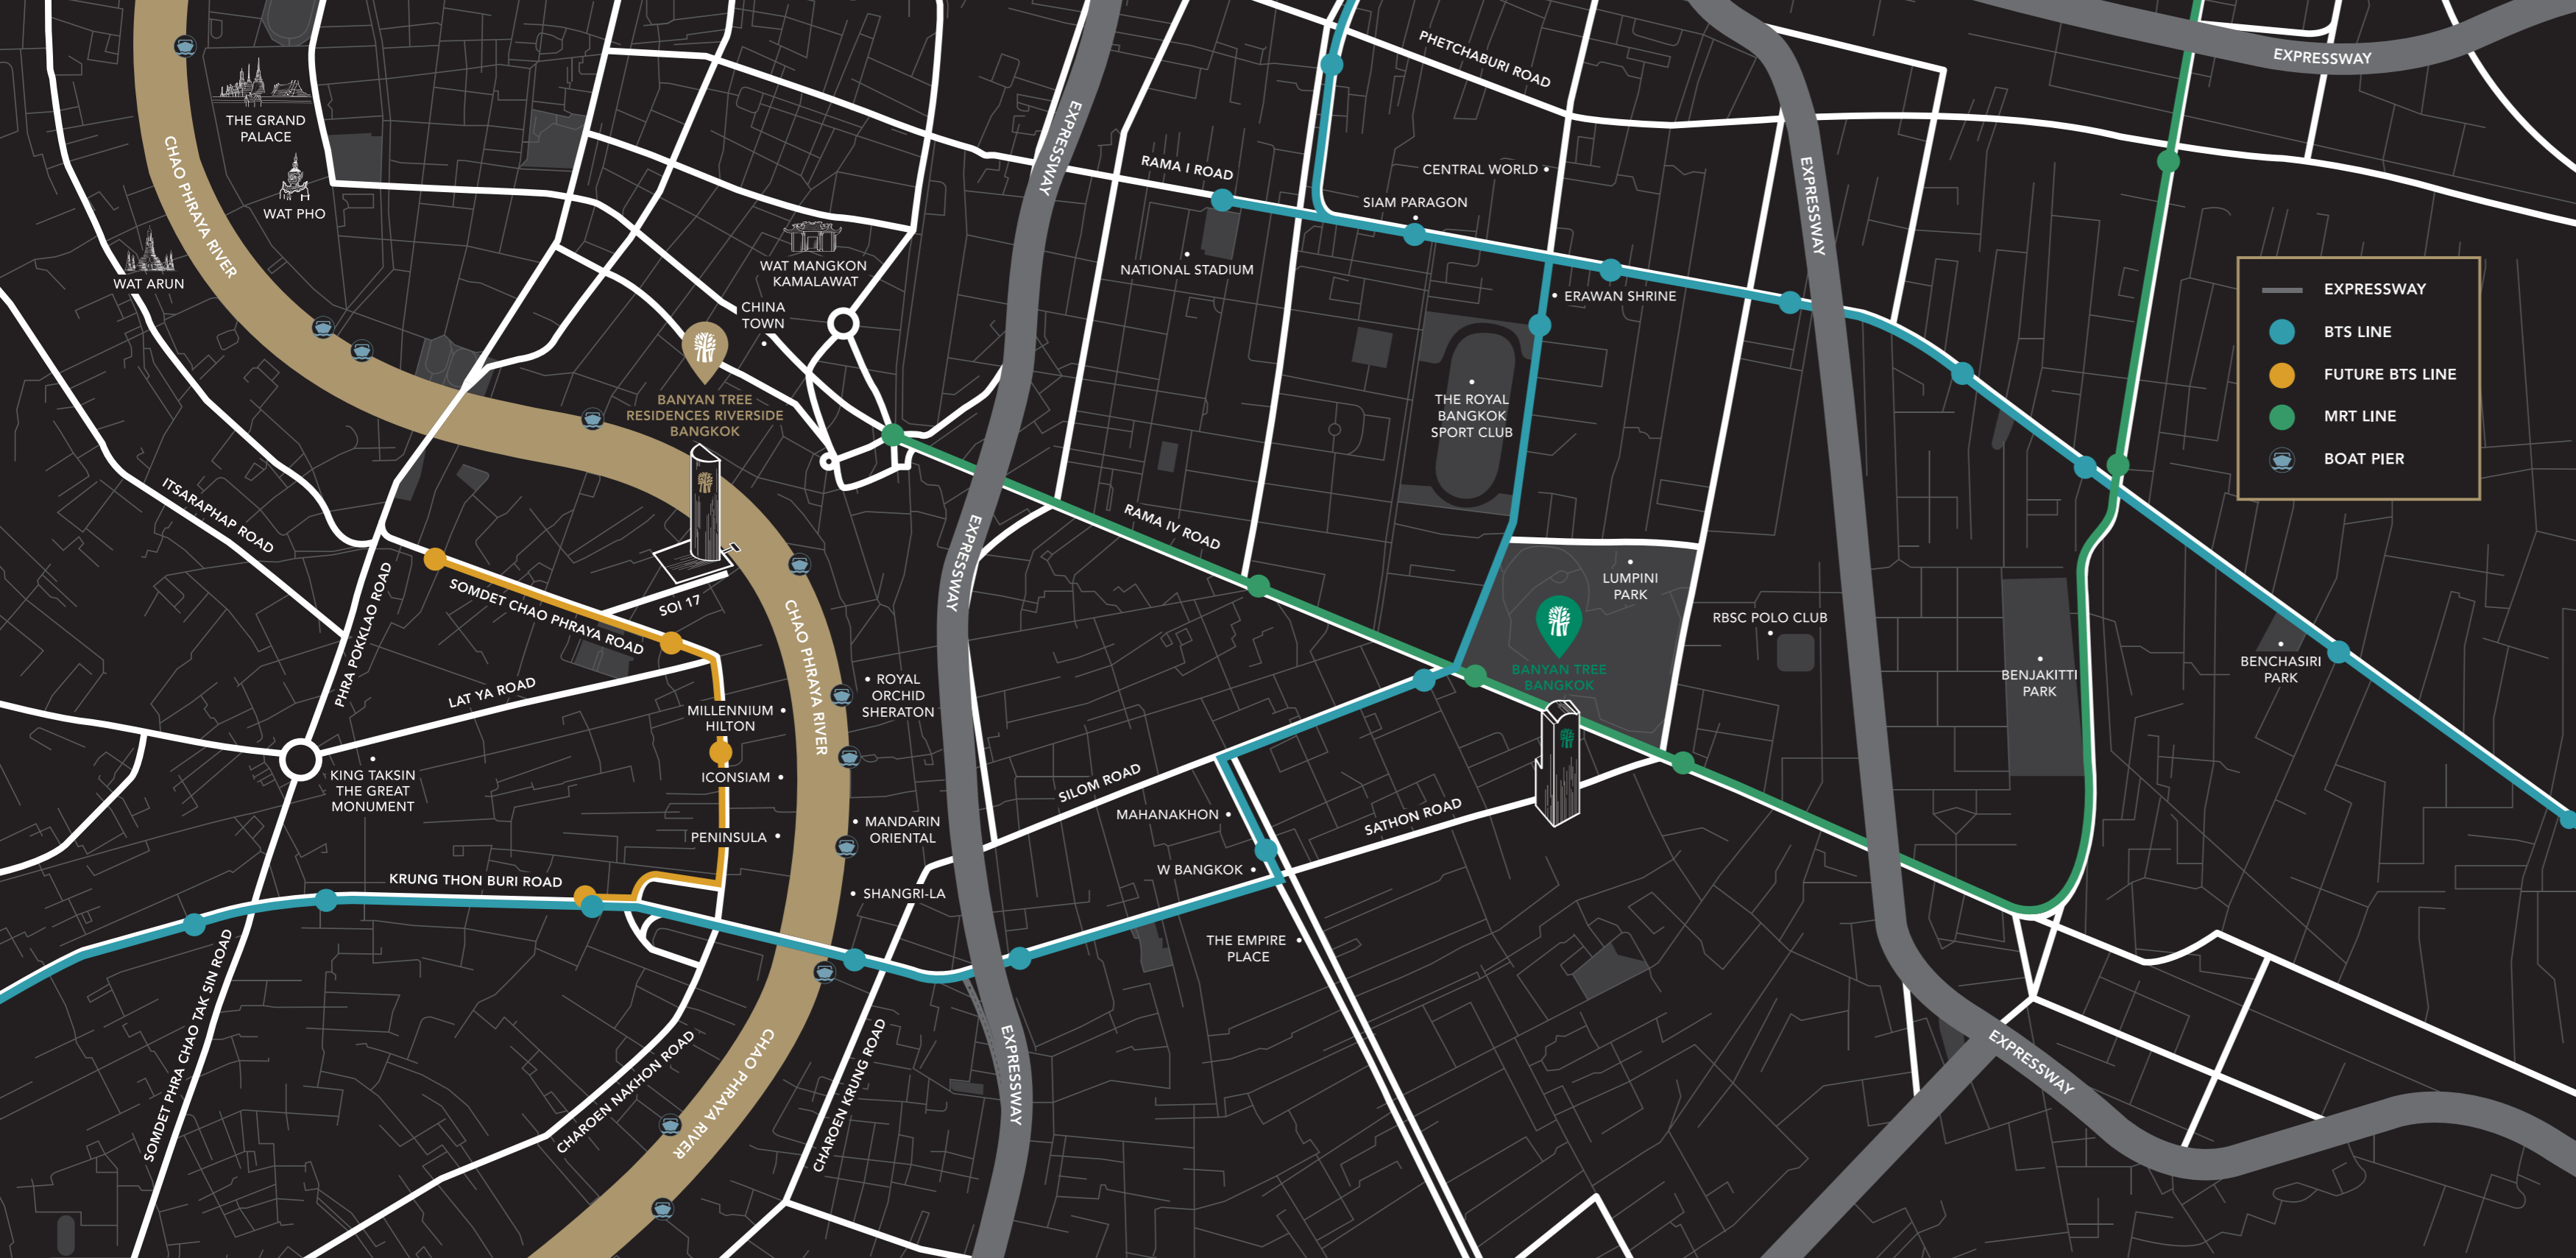 EXPRESSWAY
PHETCHABURI ROAD
THE GRAND
PALACE
CHAO PHRAYA RIVER
EXPRESSWAY
RAMA I ROAD
CENTRAL WORLD
EXPRESSWAY
WAT PHO
SIAM PARAGON
WAT ARUN
WAT MANGKON
KAMALAWAT
NATIONAL STADIUM
ERAWAN SHRINE
CHINA
TOWN
EXPRESSWAY
BTS LINE
FUTURE BTS LINE
MRT LINE
BOAT PIER
BANYAN TREE
RESIDENCES RIVERSIDE
BANGKOK
THE ROYAL
BANGKOK
SPORT CLUB
ITSARAPHAP ROAD
RAMA IV ROAD
EXPRESSWAY
SOMDET CHAO PHRAYA ROAD
SOI 17
LUMPINI
PARK
RBSC POLO CLUB
PHRA POKKLAO ROAD
CHAO PHRAYA RIVER
BANYAN TREE
BANGKOK
BENJAKITTI
PARK
BENCHASIRI
PARK
LAT YA ROAD
ROYAL
ORCHID
SHERATON
MILLENNIUM
HILTON
KING TAKSIN
THE GREAT
MONUMENT
ICONSIAM
SILOM ROAD
MAHANAKHON
SATHON ROAD
PENINSULA
MANDARIN
ORIENTAL
W BANGKOK
KRUNG THON BURI ROAD
SHANGRI-LA
THE EMPIRE
PLACE
SOMDET PHRA CHAO TAK SIN ROAD
CHAROEN NAKHON ROAD
CHAO PHRAYA RIVER
CHAROEN KRUNG ROAD
EXPRESSWAY
EXPRESSWAY